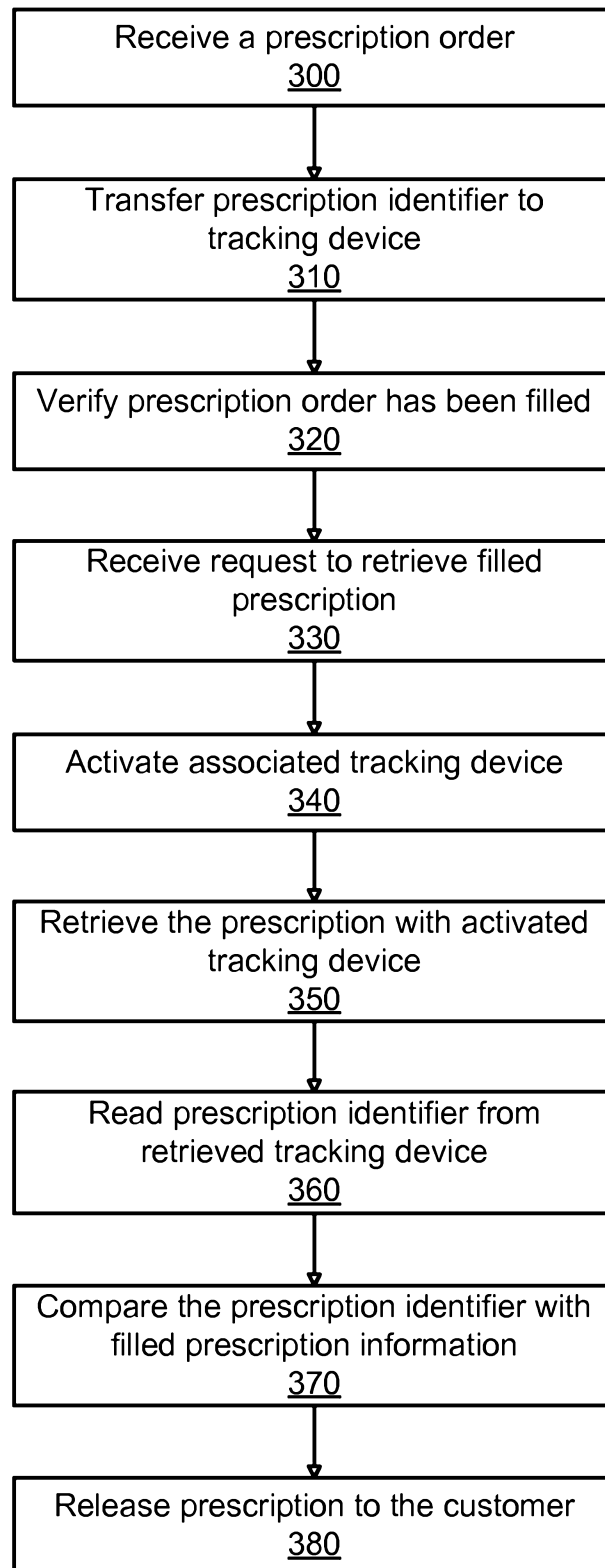 Receive a prescription order
300
Transfer prescription identifier to
tracking device
310
Verify prescription order has been filled
320
Receive request to retrieve filled
prescription
330
Activate associated tracking device
340
Retrieve the prescription with activated
tracking device
350
Read prescription identifier from
retrieved tracking device
360
Compare the prescription identifier with
filled prescription information
370
Release prescription to the customer
380